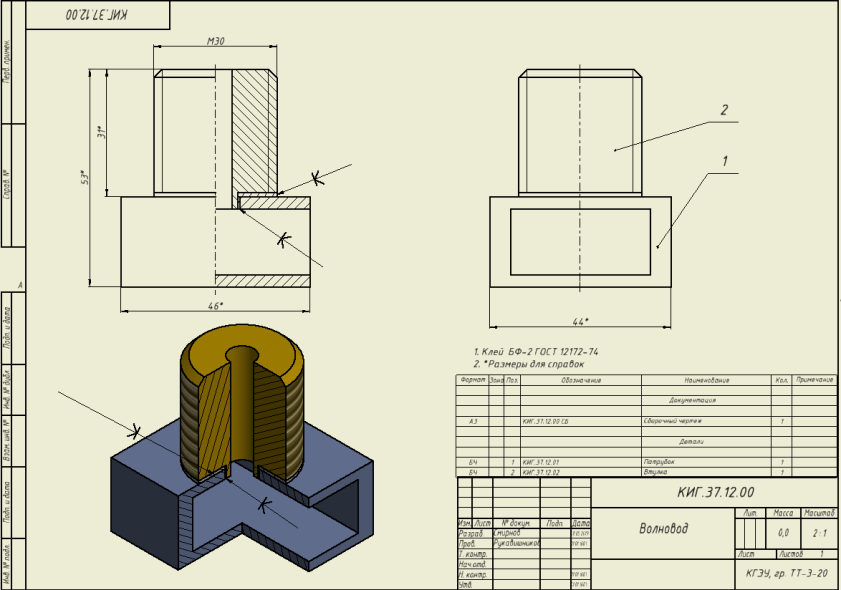 КИГ.37.12.00
Перв. примен.
Справ. №
А
Подп. и дата
Инв. № дубл.
Взам. инв. №
Подп. и дата
Инв. № подл.
М30
31*
53*
46*
2
1
44*
1. Клей БФ-2 ГОСТ 12172-74
2. *Размеры для справок
Формат Зона Поз. Обозначение Наименование Кол. Примечание
Документация
А3 КИГ.37.12.00 СБ Сборочный чертеж 1
Детали
БЧ 1 КИГ.37.12.01 Патрубок 1
БЧ 2 КИГ.37.12.02 Втулка 1
КИГ.37.12.00
Изм. Лист № докум. Подп. Дата
Разраб. Смирнов
Пров. Рукавишников
Т. контр.
Нач.отд.
Н. контр.
Утв.
Волновод
Лит. Масса Масштаб
0,0 2:1
Лист Листов 1
КГЭУ, гр. ТТ-3-20